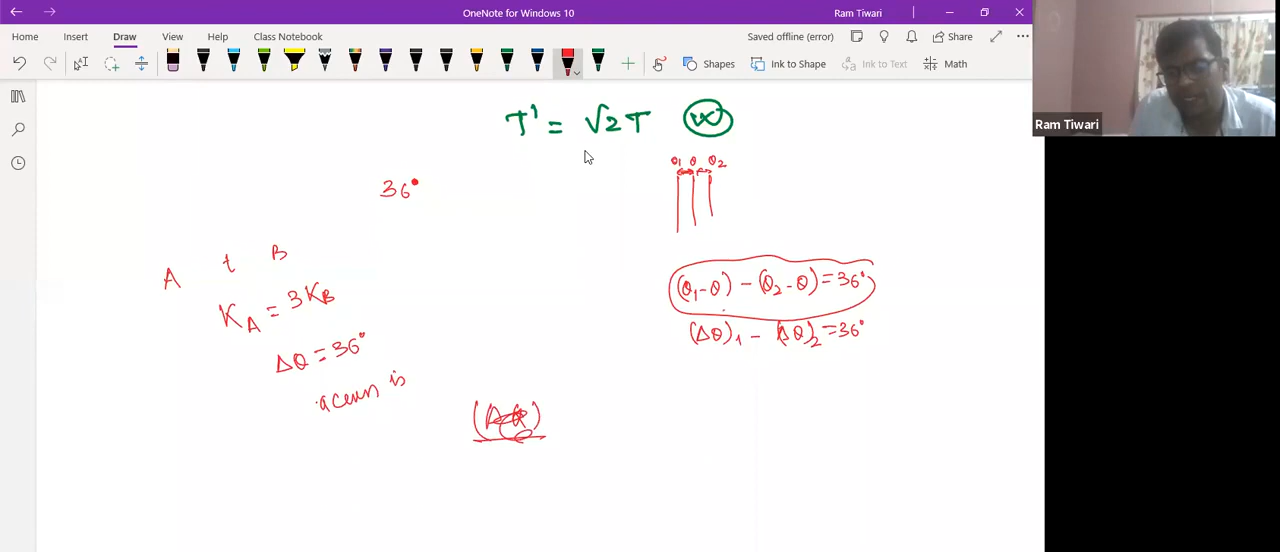 OneNote for Windows 10
Ram Tiwari
Home Insert Draw View Help Class Notebook
Saved offline (error) Share
Shapes Ink to Shape Ink to Text Math
T' = √2 T
θ1 θ θ2
36°
A t B
KA = 3KB
Δθ = 36°
(θ1 - θ) - (θ2 - θ) = 36°
(Δθ)1 - (Δθ)2 = 36°
is
Ram Tiwari